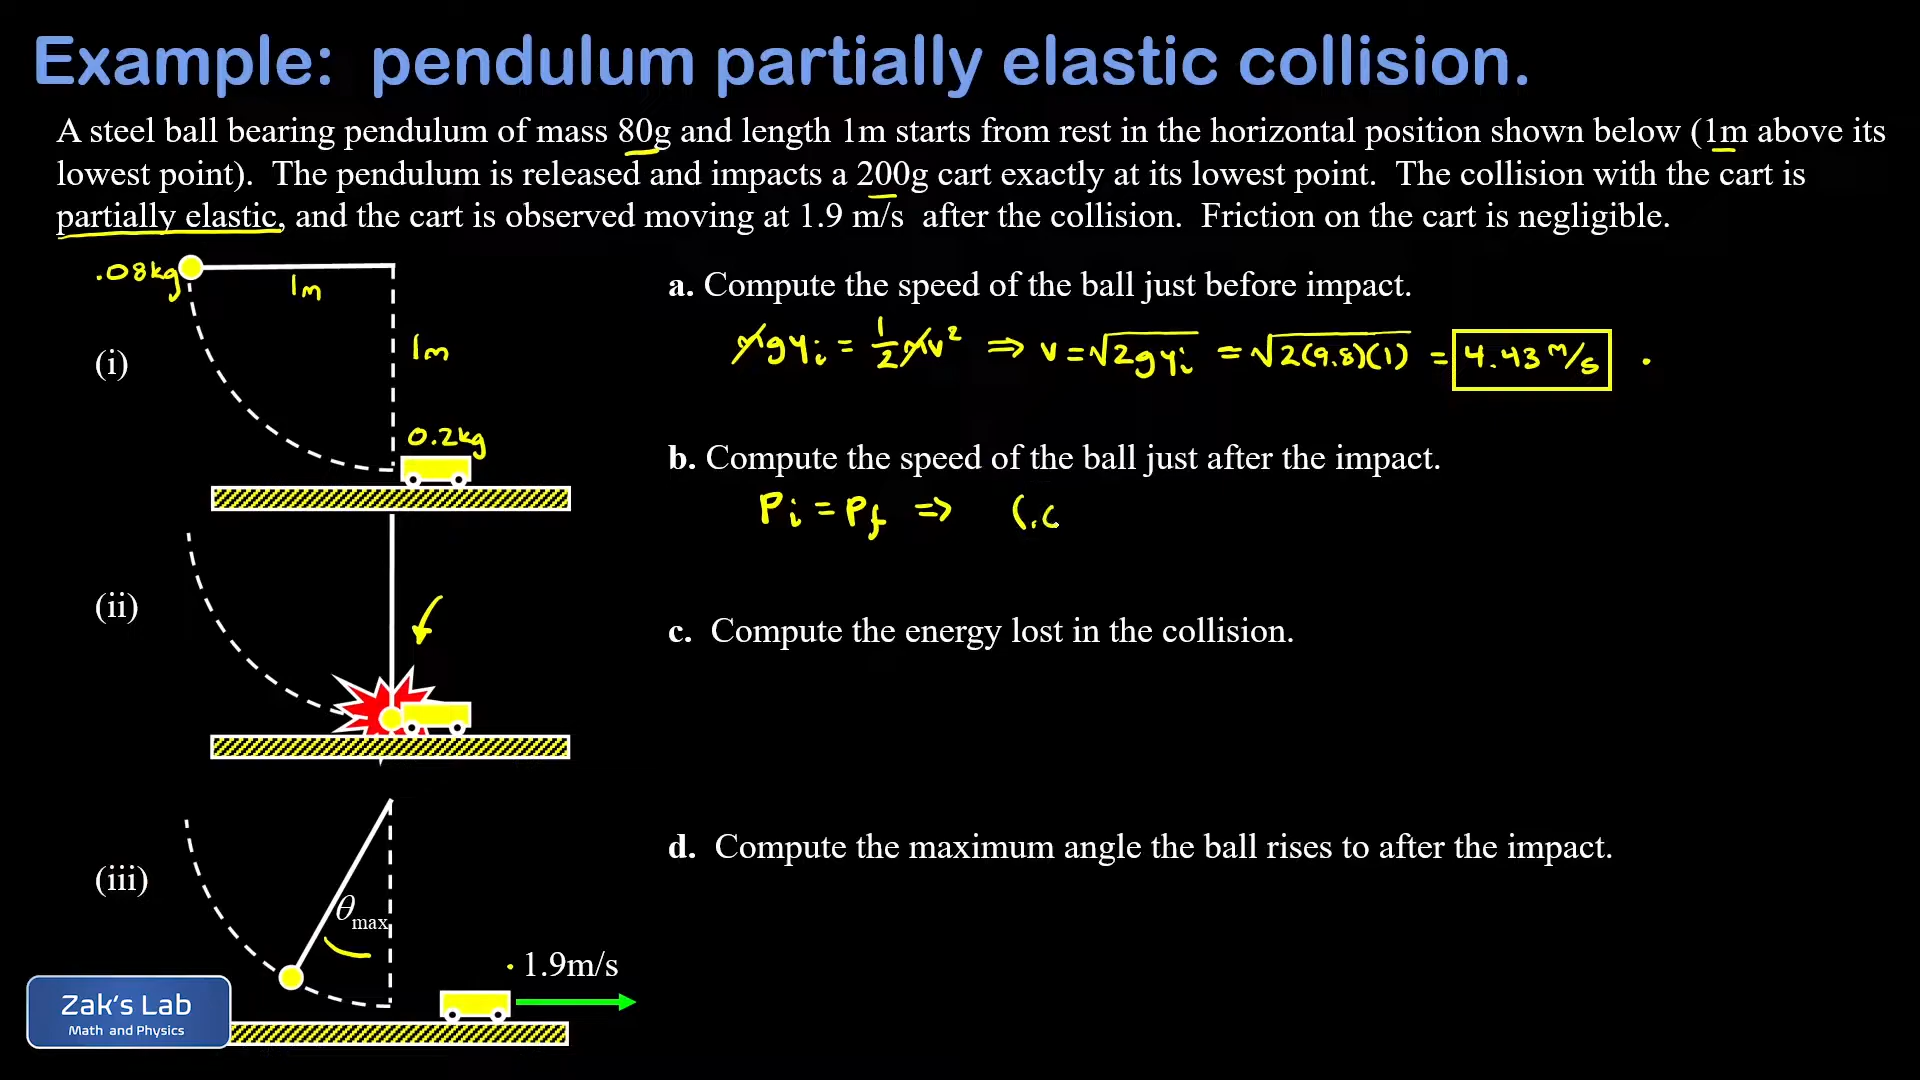 Example: pendulum partially elastic collision.
A steel ball bearing pendulum of mass 80g and length 1m starts from rest in the horizontal position shown below (1m above its
lowest point). The pendulum is released and impacts a 200g cart exactly at its lowest point. The collision with the cart is
partially elastic, and the cart is observed moving at 1.9 m/s after the collision. Friction on the cart is negligible.
.08kg
1m
1m
(i)
0.2kg
a. Compute the speed of the ball just before impact.
mgyᵢ = 1/2 mv² ⇒ v = √2gyᵢ = √2(9.8)(1) = 4.43 m/s
b. Compute the speed of the ball just after the impact.
Pᵢ = P_f ⇒ (.0
(ii)
c. Compute the energy lost in the collision.
d. Compute the maximum angle the ball rises to after the impact.
(iii)
θmax
1.9m/s
Zak's Lab
Math and Physics